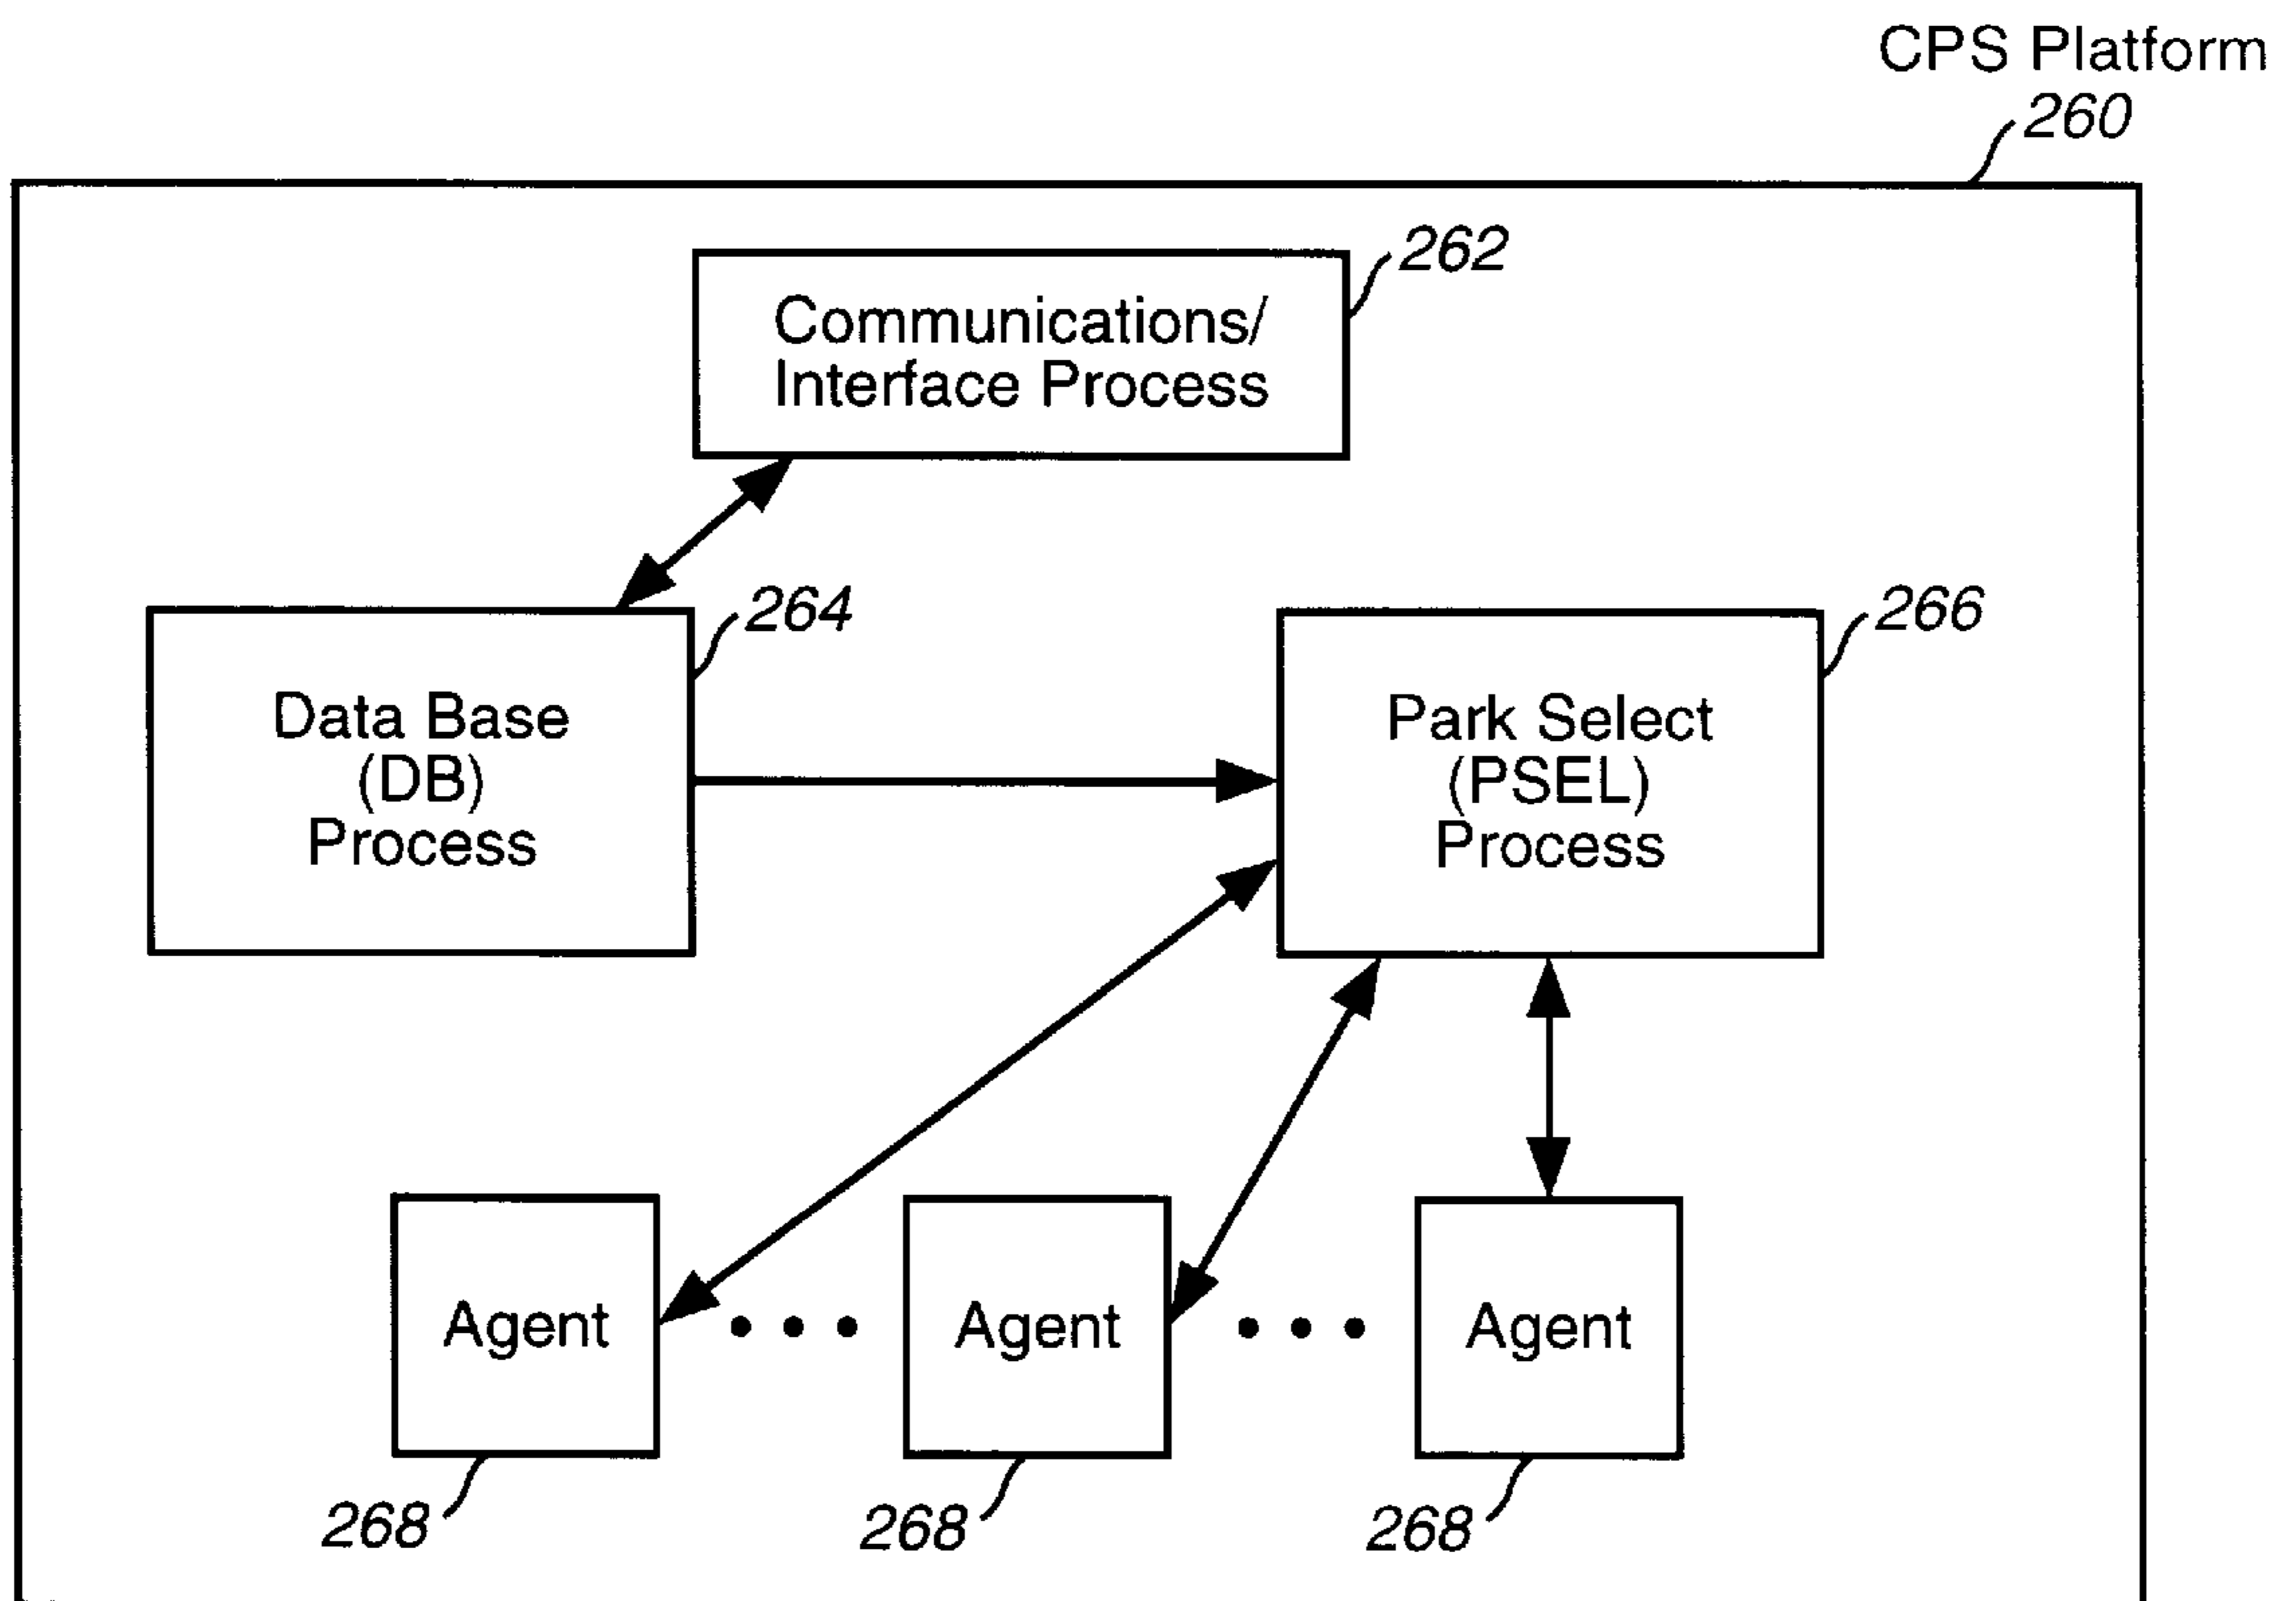 CPS Platform
260
262
Communications/
Interface Process
264
266
Data Base
(DB)
Process
Park Select
(PSEL)
Process
Agent
Agent
Agent
268
268
268